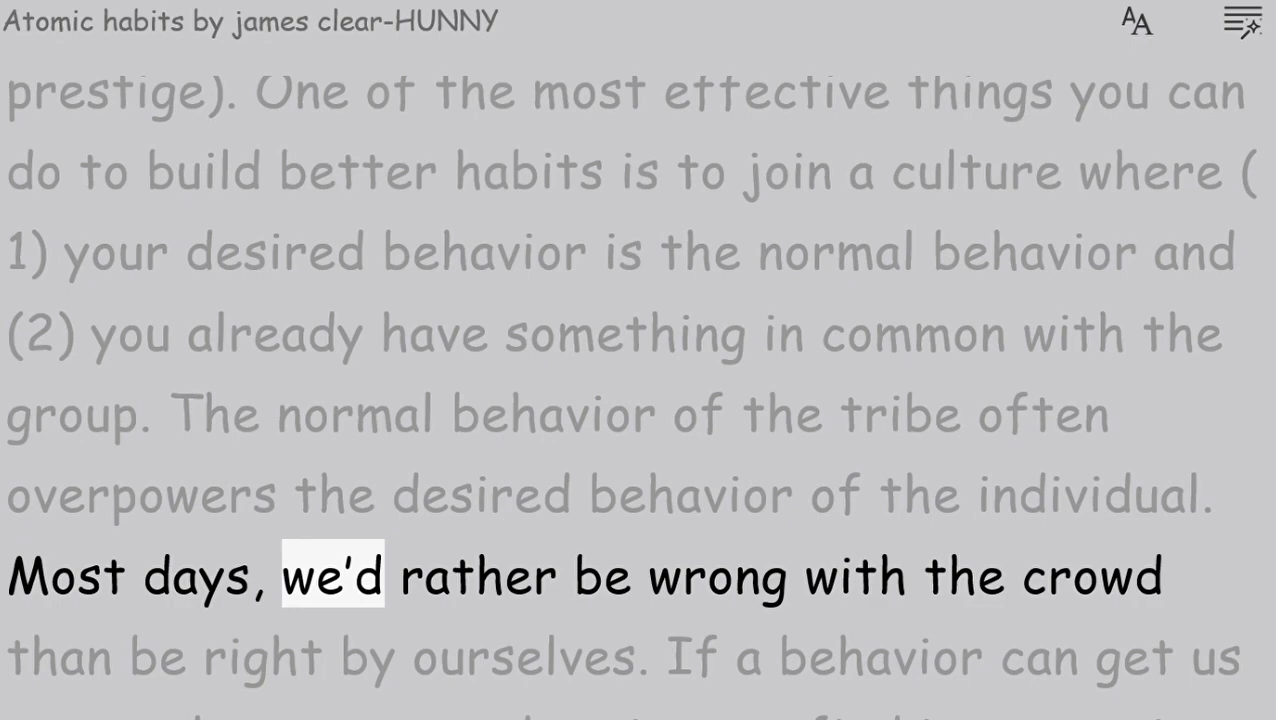 Atomic habits by james clear-HUNNY
AA
prestige). One of the most effective things you can
do to build better habits is to join a culture where (
1) your desired behavior is the normal behavior and
(2) you already have something in common with the
group. The normal behavior of the tribe often
overpowers the desired behavior of the individual.
Most days, we'd rather be wrong with the crowd
than be right by ourselves. If a behavior can get us